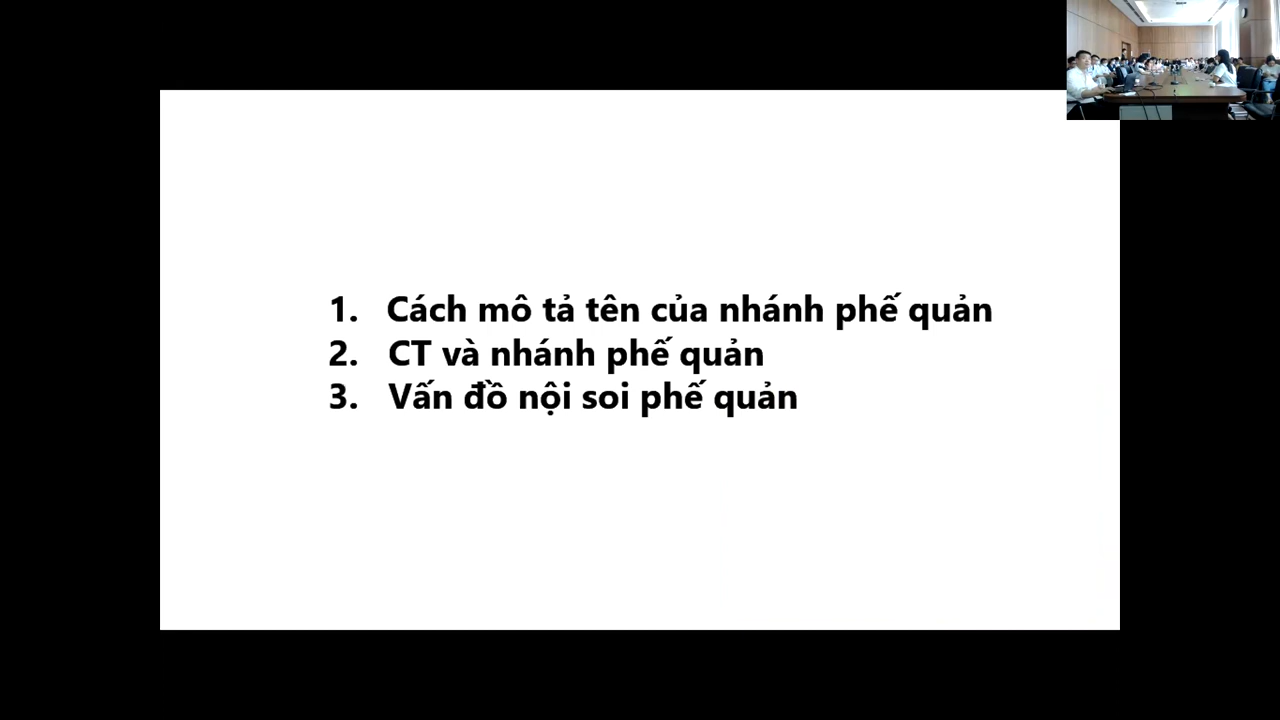 1. Cách mô tả tên của nhánh phế quản
2. CT và nhánh phế quản
3. Vấn đồ nội soi phế quản